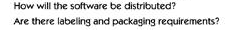 How will the software be distributed?
Are there labeling and packaging requirements?